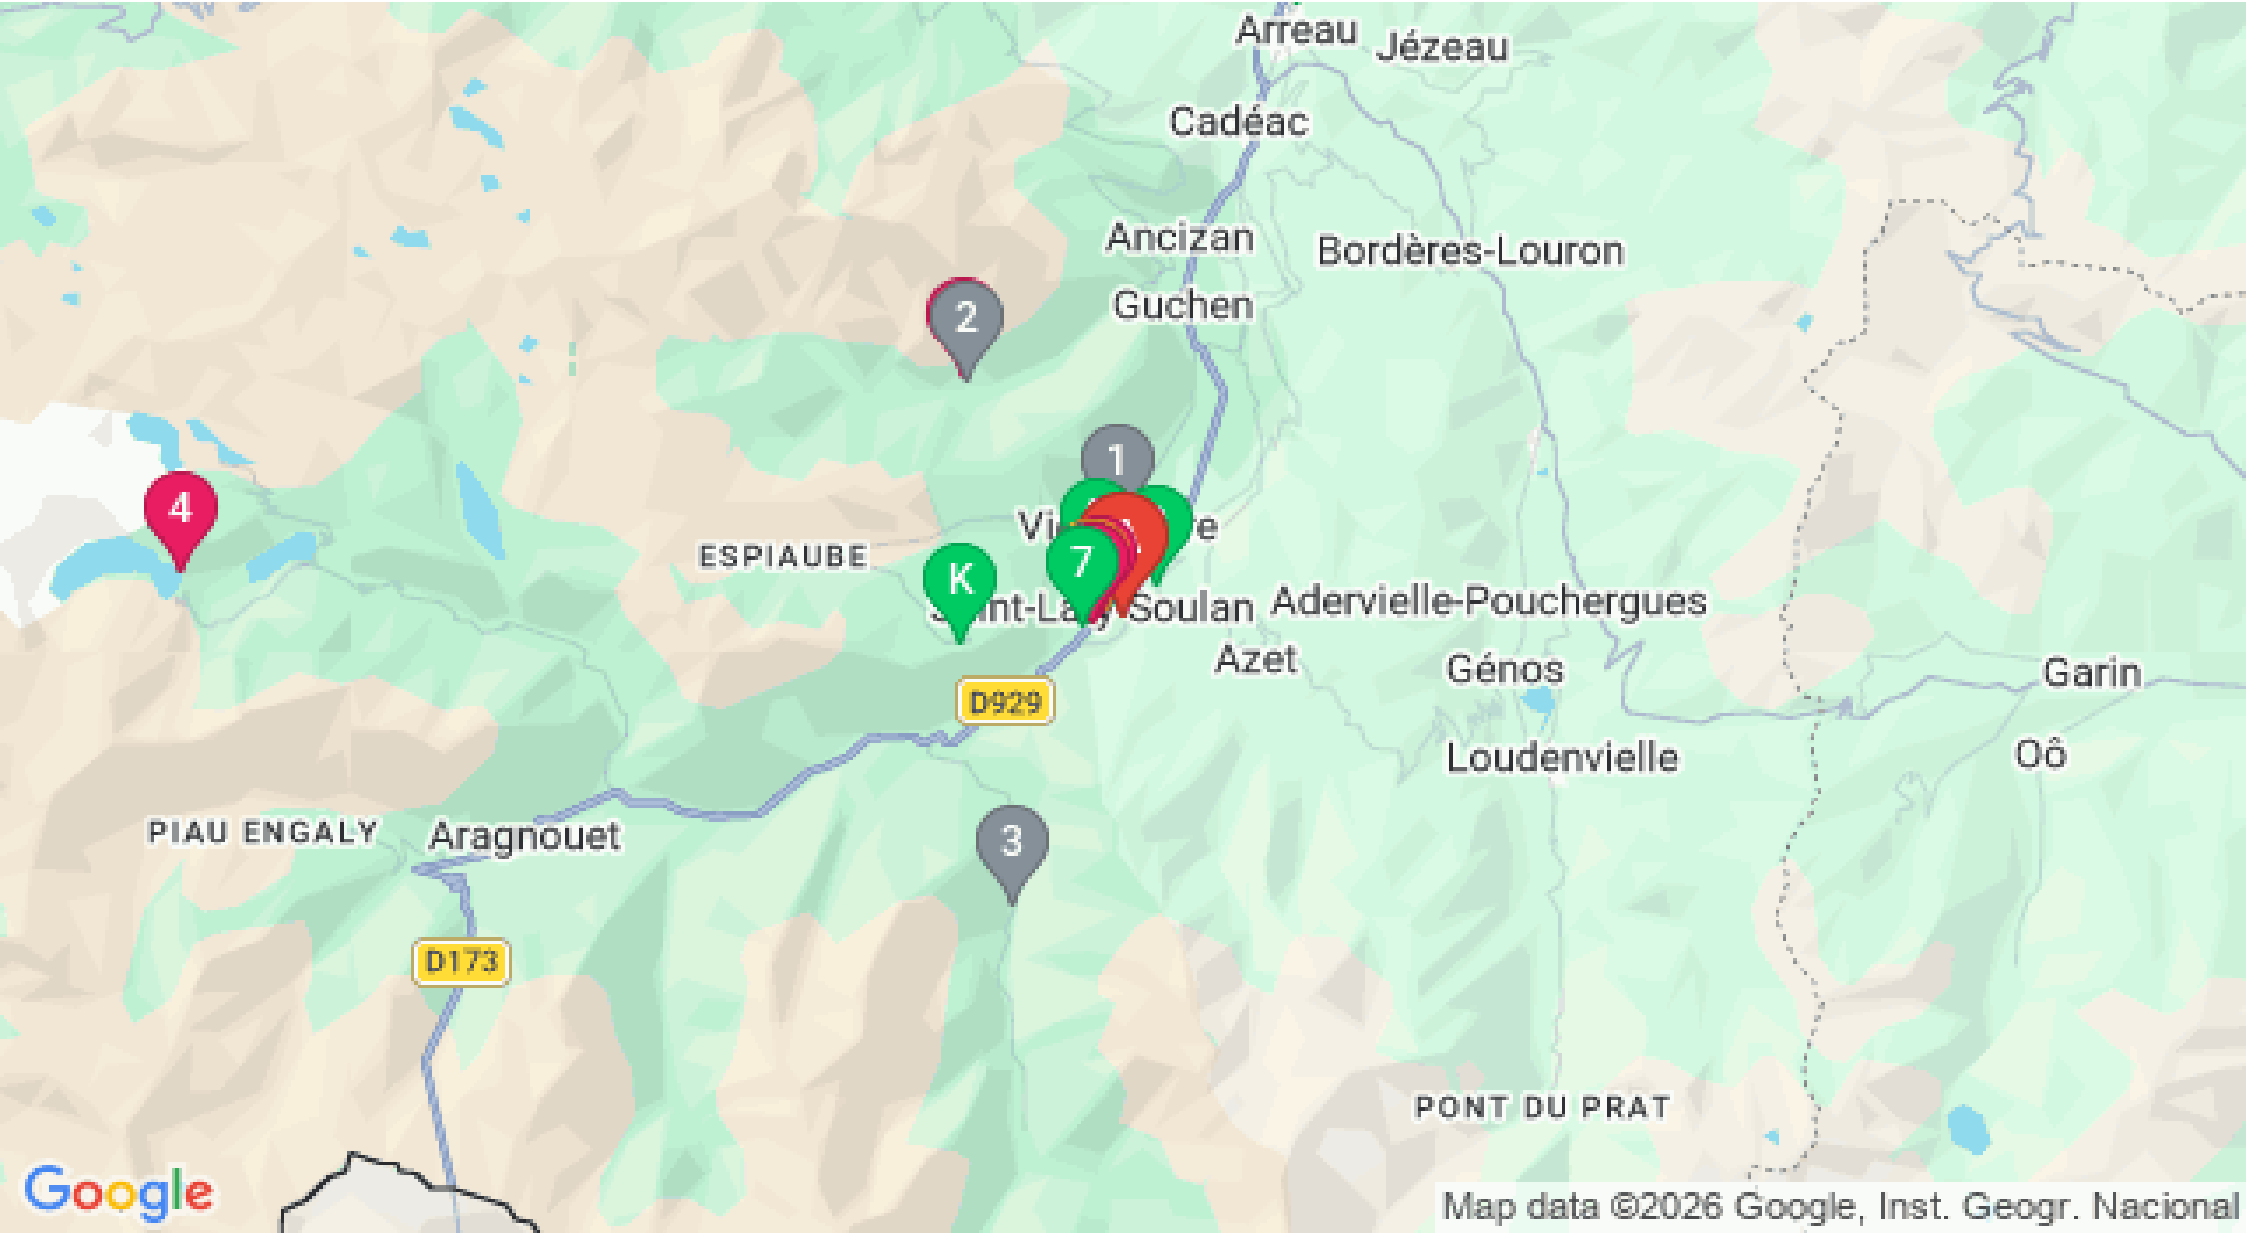 Arreau
Jézeau
Cadéac
Ancizan
Bordères-Louron
Guchen
2
1
4
ESPIAUBE
7
K
Soulan
Adervielle-Pouchergues
Azet
Génos
Garin
D929
Loudenvielle
Oô
PIAU ENGALY
Aragnouet
3
D173
PONT DU PRAT
Google
Map data ©2026 Google, Inst. Geogr. Nacional